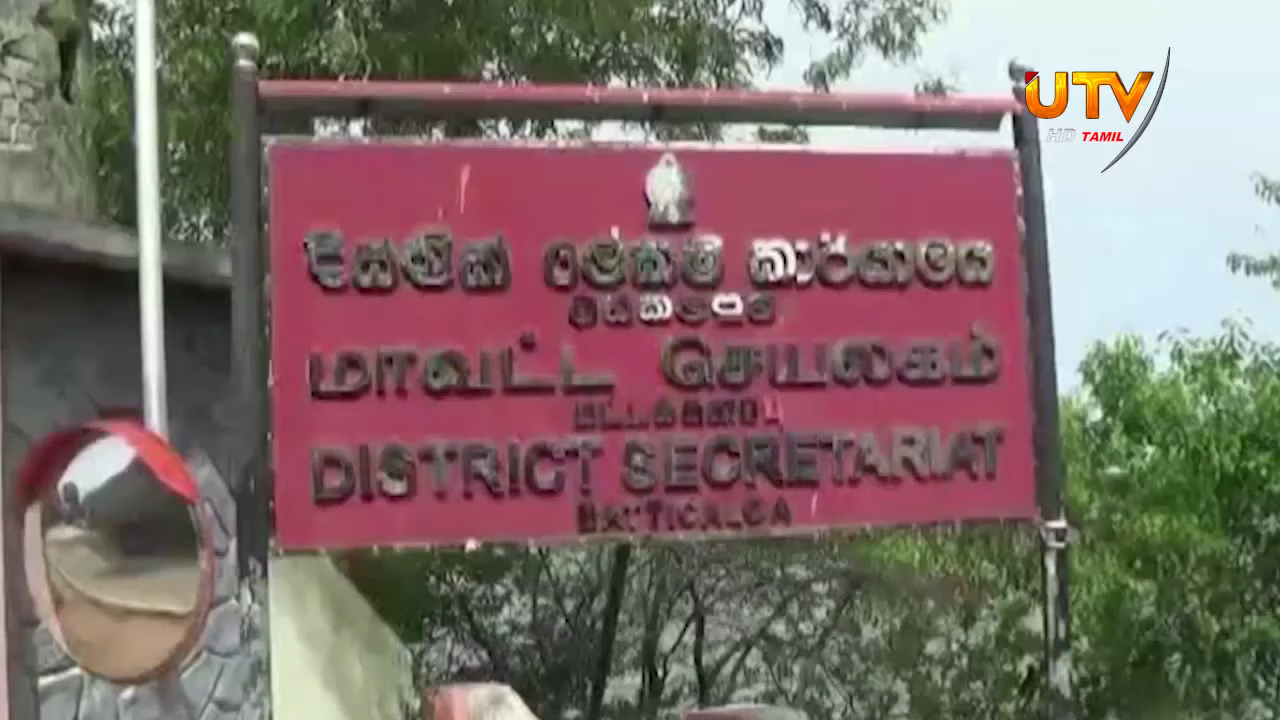 UTV
HD TAMIL
දිස්ත්‍රික් ලේකම් කාර්යාලය
මඩකලපුව
மாவட்ட செயலகம்
மட்டக்களப்பு
DISTRICT SECRETARIAT
BATTICALOA